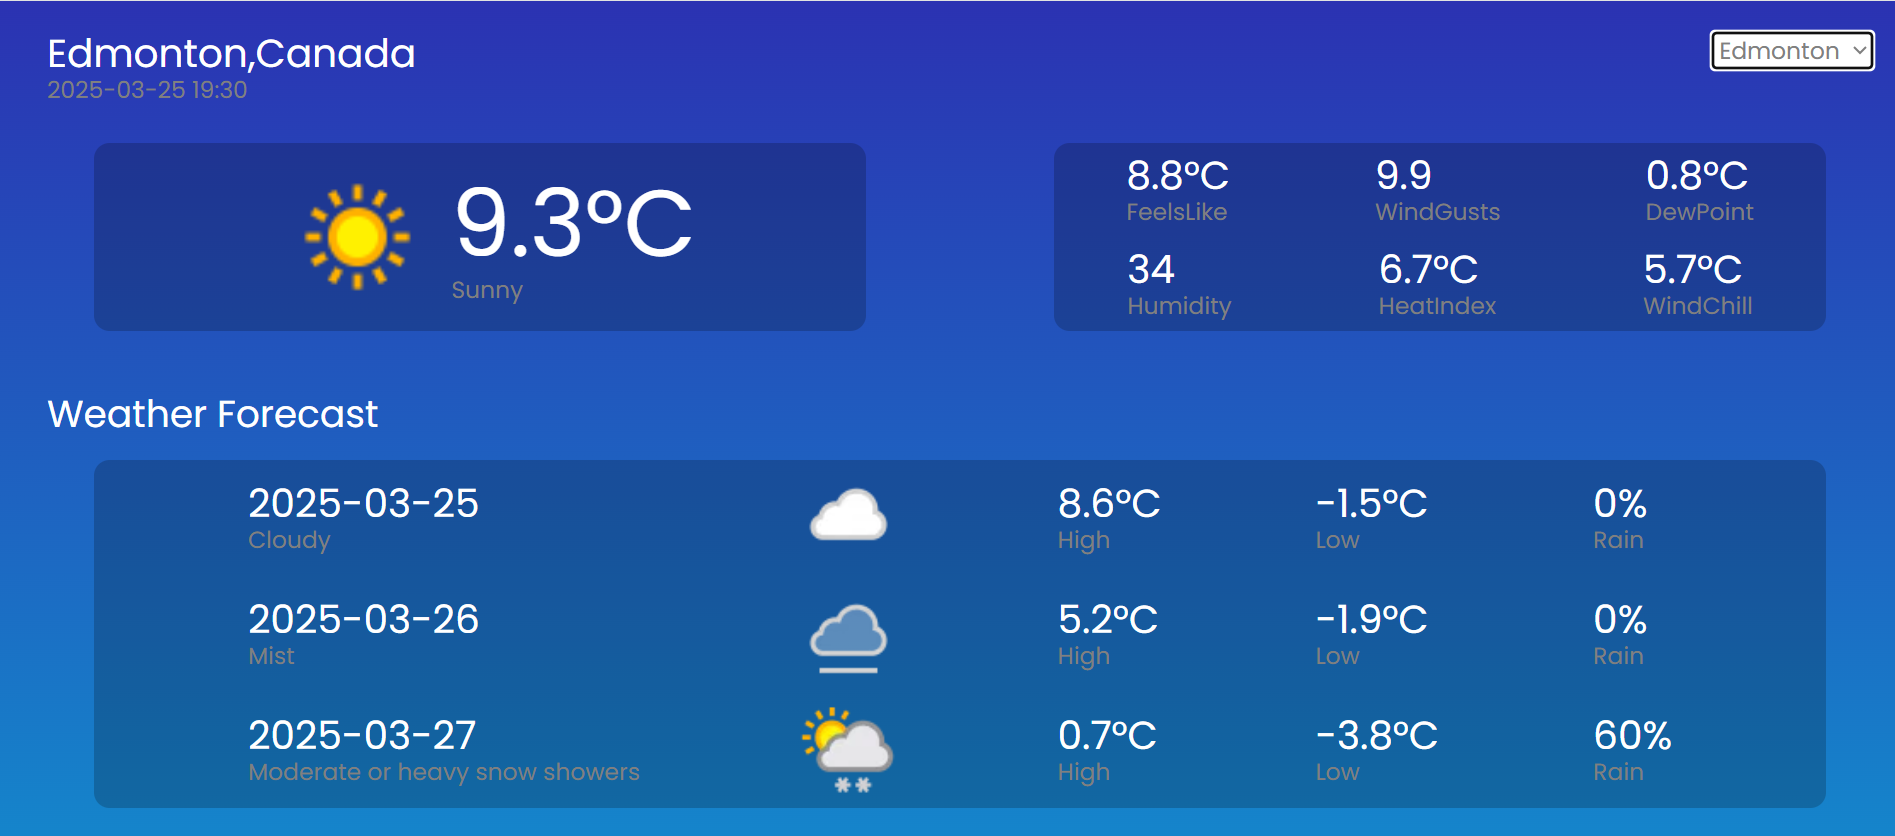 Edmonton,Canada
Edmonton
2025-03-25 19:30
9.3°C
Sunny
8.8°C 9.9 0.8°C
FeelsLike WindGusts DewPoint
34 6.7°C 5.7°C
Humidity HeatIndex WindChill
Weather Forecast
2025-03-25 8.6°C -1.5°C 0%
Cloudy High Low Rain
2025-03-26 5.2°C -1.9°C 0%
Mist High Low Rain
2025-03-27 0.7°C -3.8°C 60%
Moderate or heavy snow showers High Low Rain